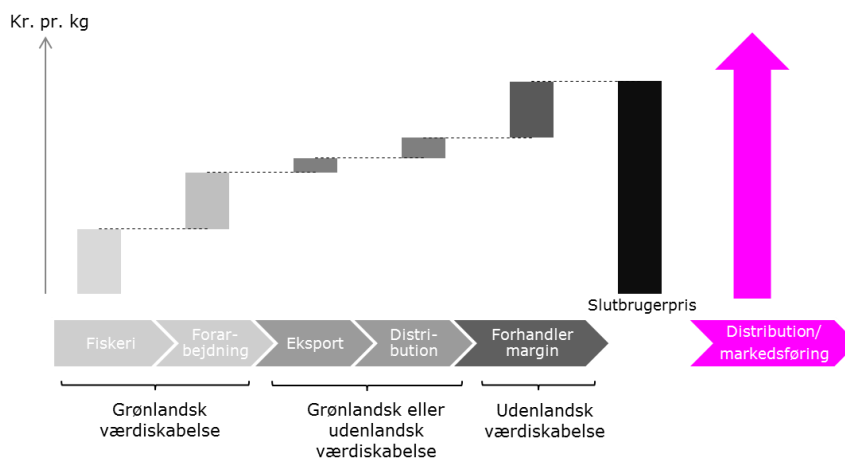 Kr. pr. kg
Slutbrugerpris
Fiskeri
Forar-
bejdning
Eksport
Distri-
bution
Forhandler
margin
Distribution/
markedsføring
Grønlandsk
værdiskabelse
Grønlandsk eller
udenlandsk
værdiskabelse
Udenlandsk
værdiskabelse